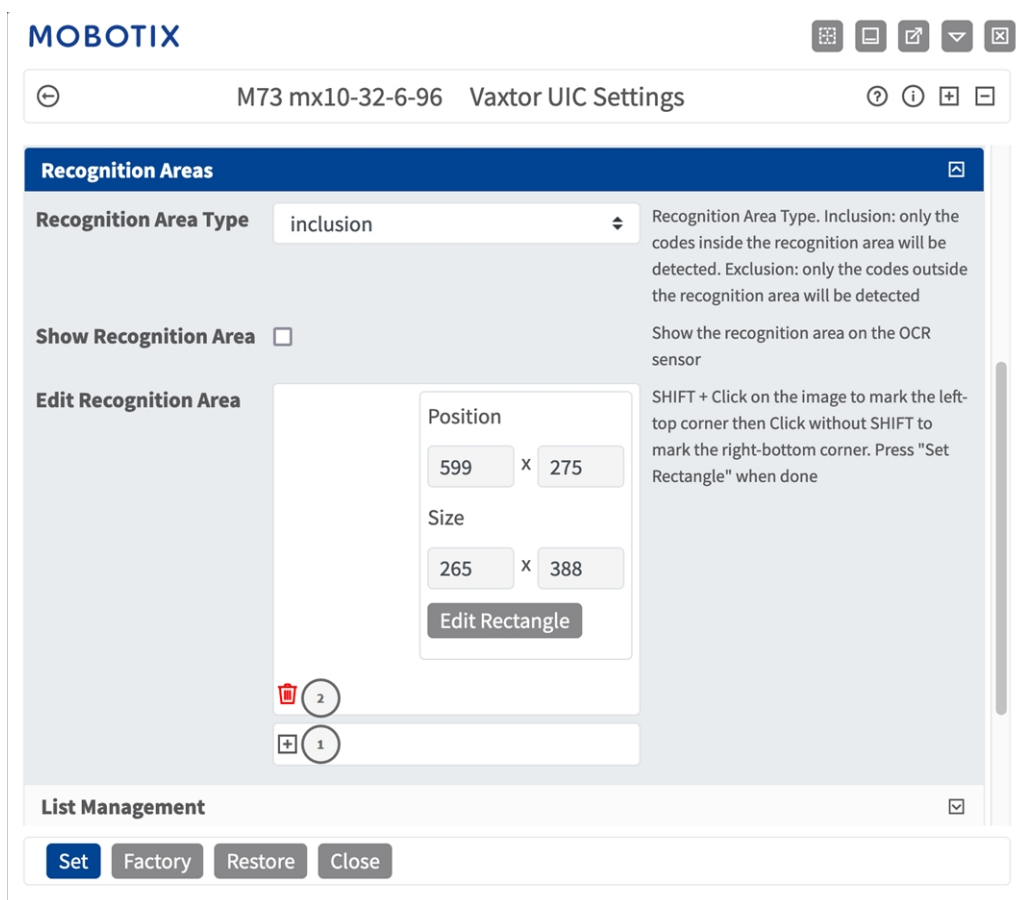 MOBOTIX
M73 mx10-32-6-96 Vaxtor UIC Settings
Recognition Areas
Recognition Area Type
inclusion
Recognition Area Type. Inclusion: only the
codes inside the recognition area will be
detected. Exclusion: only the codes outside
the recognition area will be detected
Show Recognition Area
Show the recognition area on the OCR
sensor
Edit Recognition Area
Position
599 x 275
Size
265 x 388
Edit Rectangle
SHIFT + Click on the image to mark the left-
top corner then Click without SHIFT to
mark the right-bottom corner. Press "Set
Rectangle" when done
2
1
List Management
Set Factory Restore Close